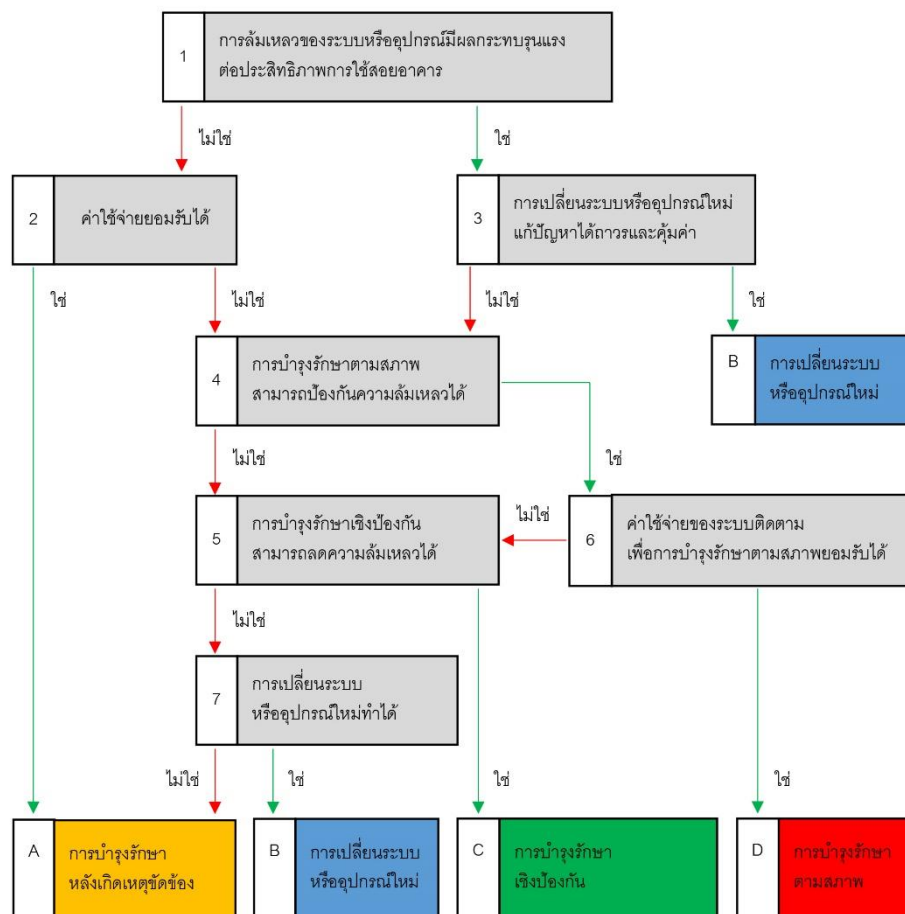 1
การล้มเหลวของระบบหรืออุปกรณ์มีผลกระทบรุนแรง
ต่อประสิทธิภาพการใช้สอยอาคาร
ไม่ใช่
ใช่
2
ค่าใช้จ่ายยอมรับได้
3
การเปลี่ยนระบบหรืออุปกรณ์ใหม่
แก้ปัญหาได้ถาวรและคุ้มค่า
ใช่
ไม่ใช่
ไม่ใช่
ใช่
4
การบำรุงรักษาตามสภาพ
สามารถป้องกันความล้มเหลวได้
B
การเปลี่ยนระบบ
หรืออุปกรณ์ใหม่
ไม่ใช่
ใช่
5
การบำรุงรักษาเชิงป้องกัน
สามารถลดความล้มเหลวได้
ไม่ใช่
6
ค่าใช้จ่ายของระบบติดตาม
เพื่อการบำรุงรักษาตามสภาพยอมรับได้
ไม่ใช่
7
การเปลี่ยนระบบ
หรืออุปกรณ์ใหม่ทำได้
ไม่ใช่
ใช่
ใช่
ใช่
A
การบำรุงรักษา
หลังเกิดเหตุขัดข้อง
B
การเปลี่ยนระบบ
หรืออุปกรณ์ใหม่
C
การบำรุงรักษา
เชิงป้องกัน
D
การบำรุงรักษา
ตามสภาพ